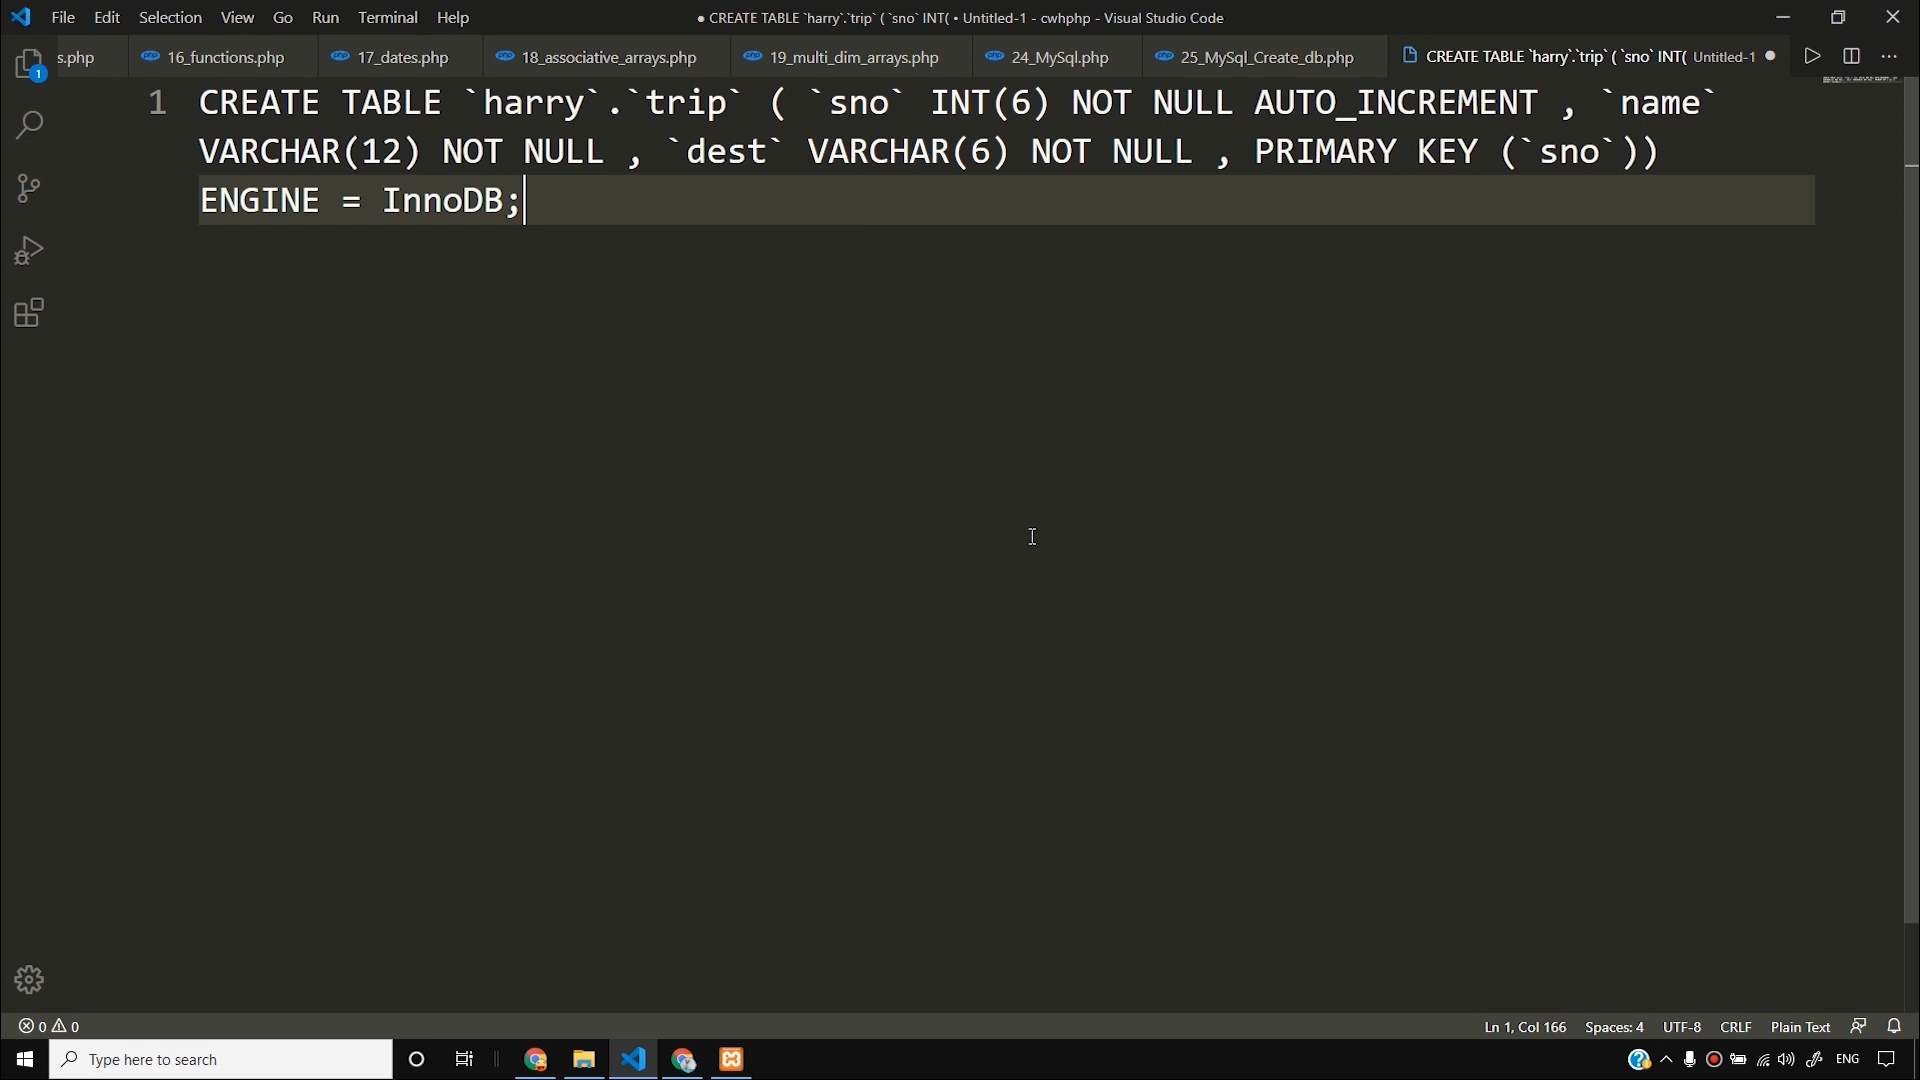 File Edit Selection View Go Run Terminal Help
● CREATE TABLE `harry`.`trip` ( `sno` INT( • Untitled-1 - cwhphp - Visual Studio Code
s.php 16_functions.php 17_dates.php 18_associative_arrays.php 19_multi_dim_arrays.php 24_MySql.php 25_MySql_Create_db.php CREATE TABLE `harry`.`trip` ( `sno` INT( Untitled-1 ●
1
1 CREATE TABLE `harry`.`trip` ( `sno` INT(6) NOT NULL AUTO_INCREMENT , `name`
VARCHAR(12) NOT NULL , `dest` VARCHAR(6) NOT NULL , PRIMARY KEY (`sno`))
ENGINE = InnoDB;
0 0
Ln 1, Col 166 Spaces: 4 UTF-8 CRLF Plain Text
Type here to search
ENG